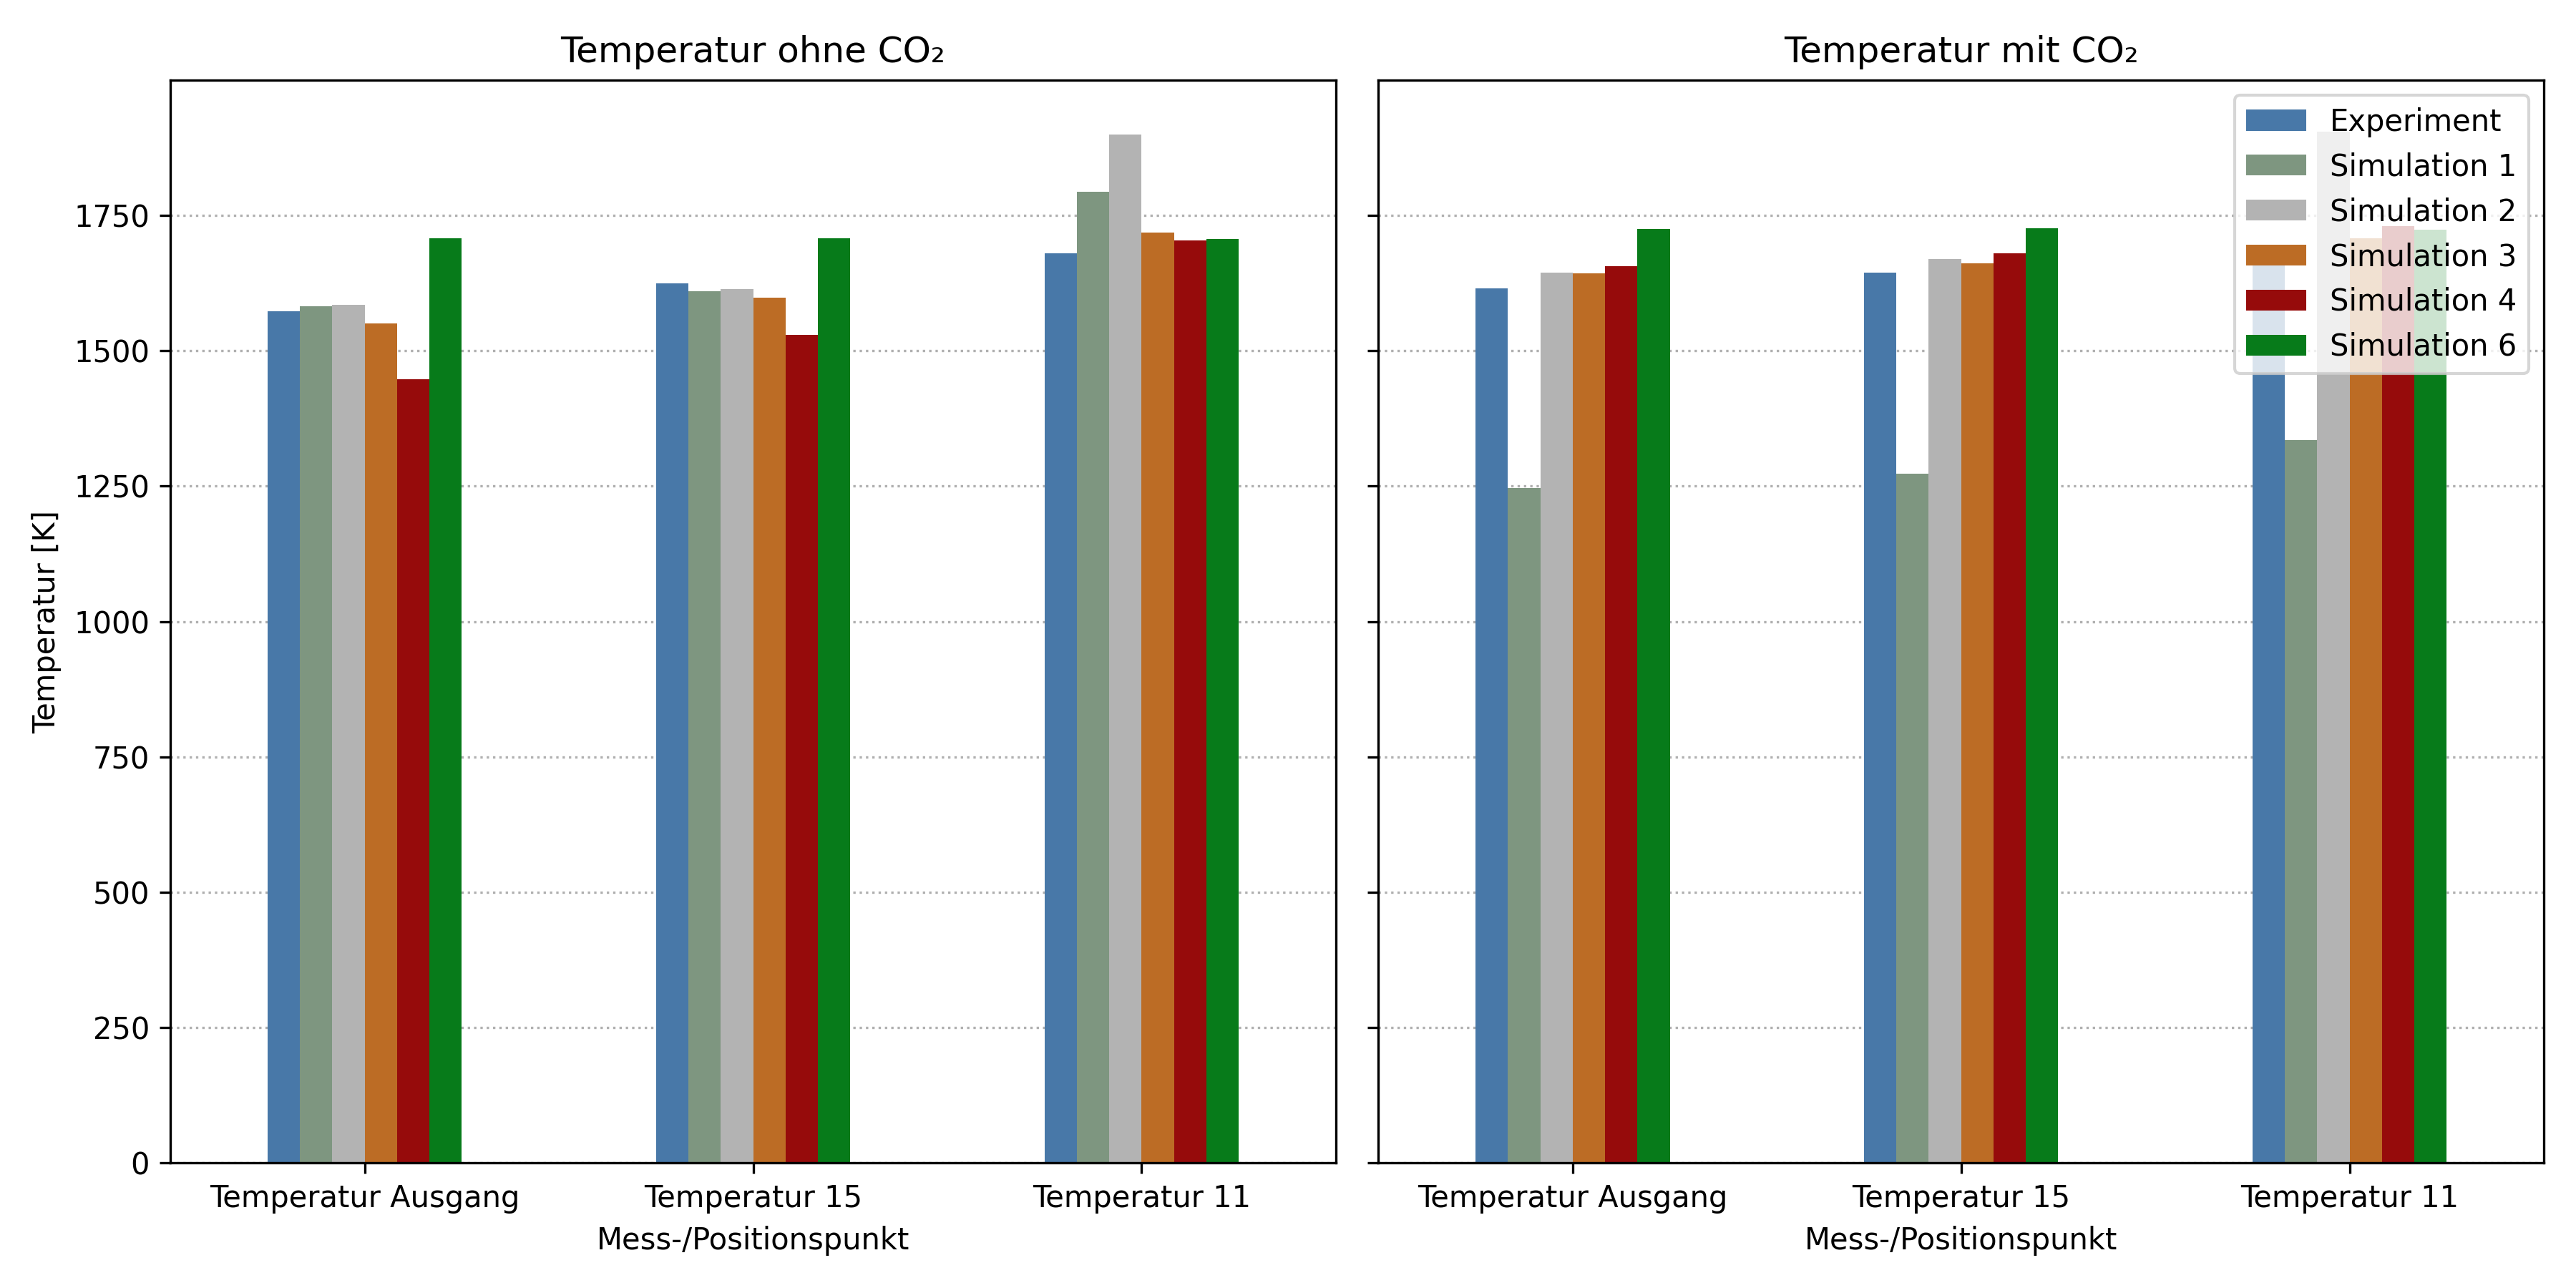 Temperatur ohne CO₂
Temperatur mit CO₂
Temperatur [K]
1750
1500
1250
1000
750
500
250
0
Temperatur Ausgang
Temperatur 15
Temperatur 11
Mess-/Positionspunkt
Experiment
Simulation 1
Simulation 2
Simulation 3
Simulation 4
Simulation 6
Temperatur Ausgang
Temperatur 15
Temperatur 11
Mess-/Positionspunkt